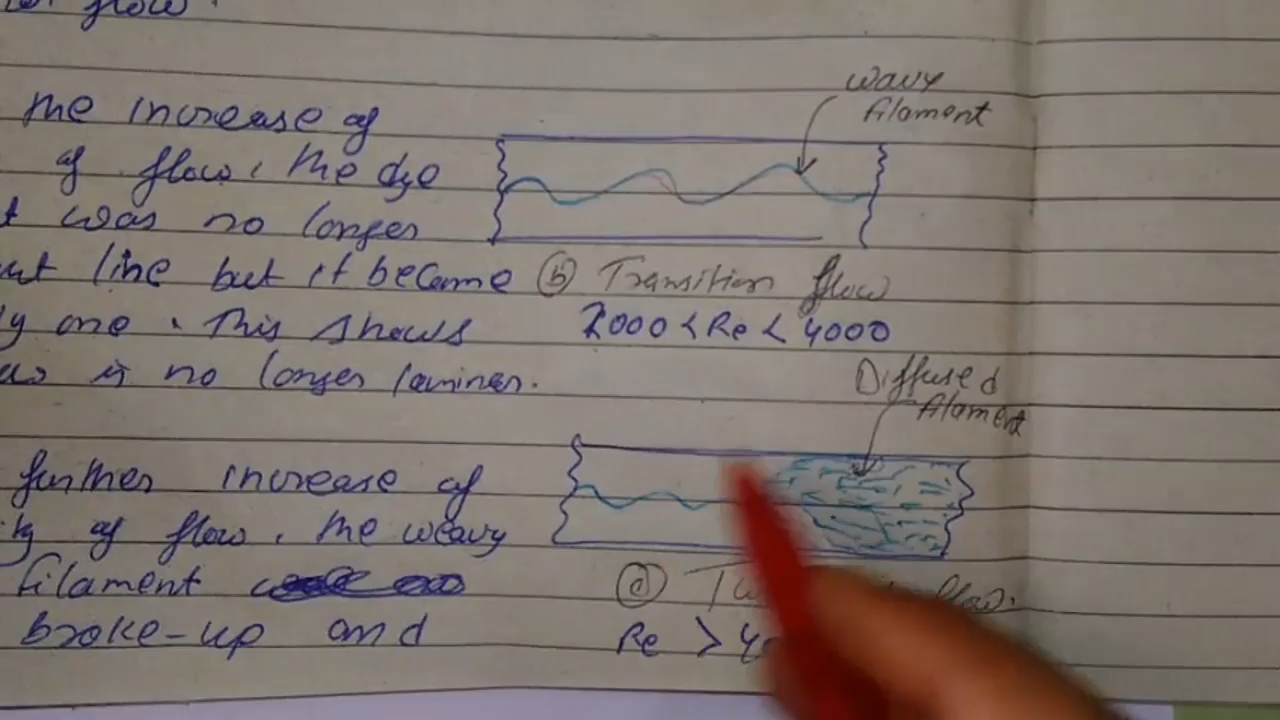 flow.
the increase of
of flow, the dye
t was no longer
line but it became
one. This shows
is no longer laminar.
wavy
filament
(b) Transition flow
2000 < Re < 4000
Diffused
filament
further increase of
of flow, the weavy
filament
broke-up and
flow.
Re >